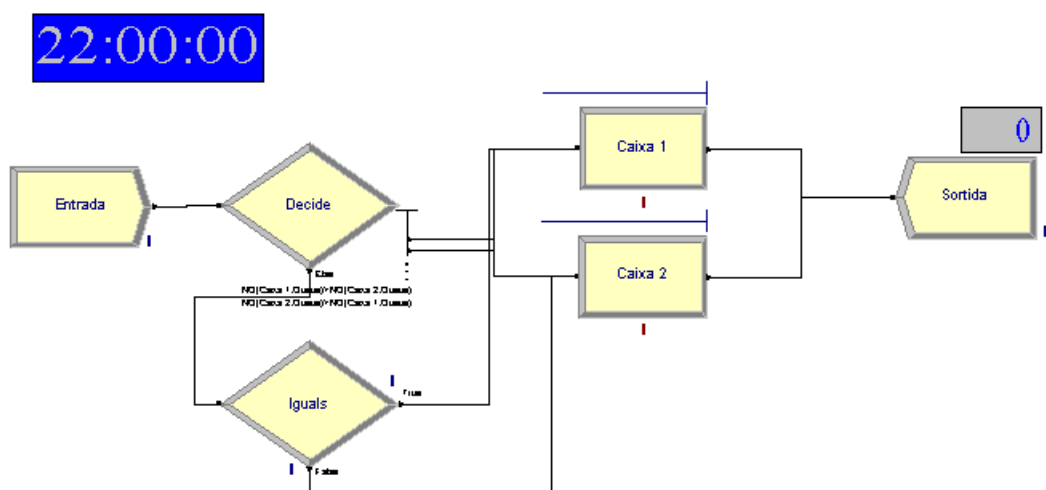 22:00:00
Entrada
Decide
Else
NQ(Caixa 1.Queue)>NQ(Caixa 2.Queue)
NQ(Caixa 2.Queue)>NQ(Caixa 1.Queue)
Iguals
True
False
Caixa 1
Caixa 2
0
Sortida